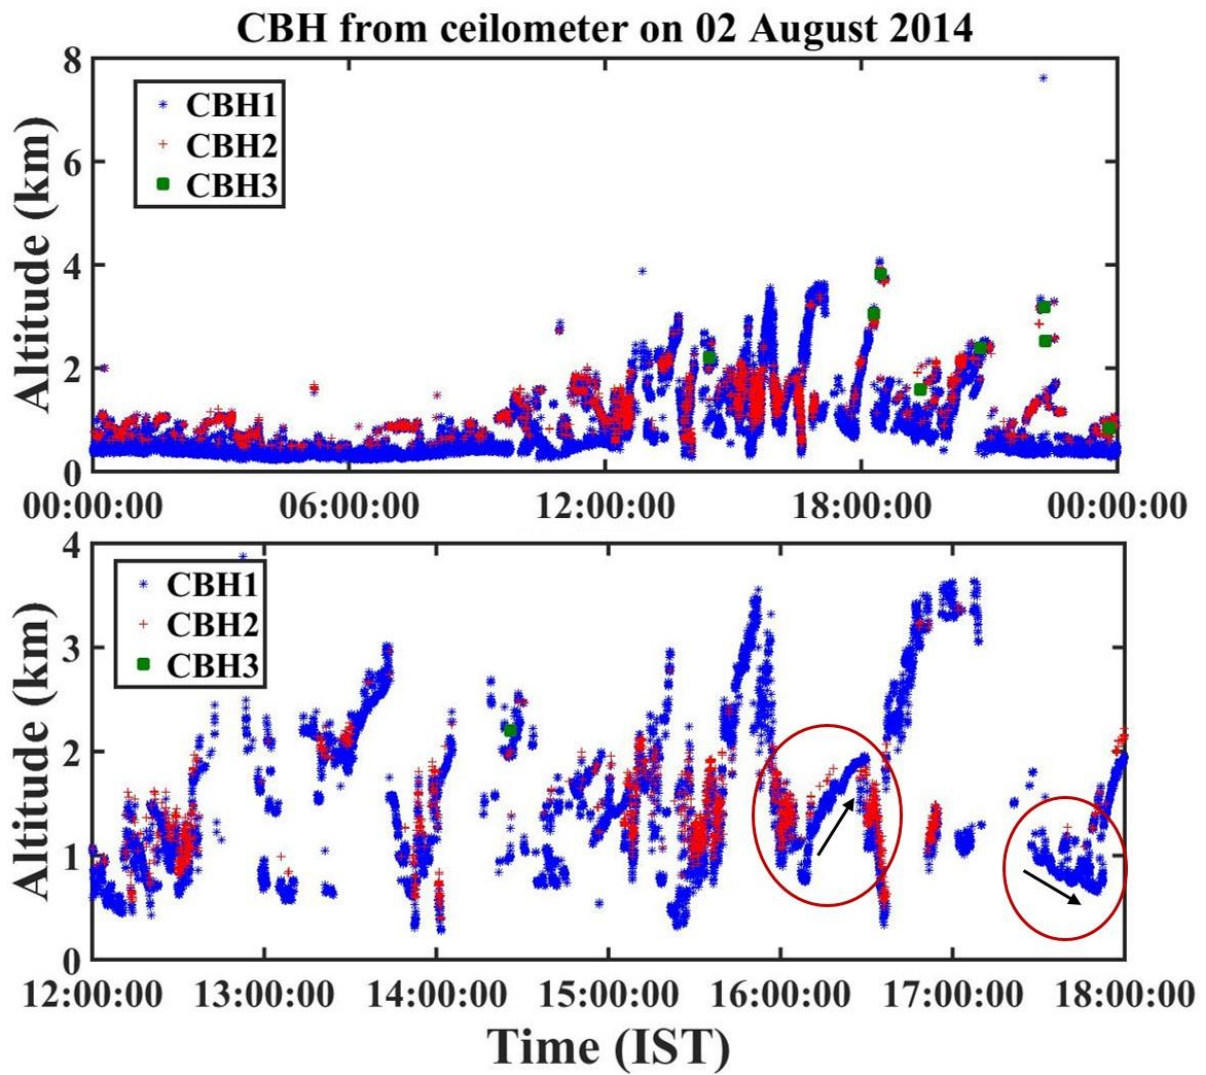 CBH from ceilometer on 02 August 2014
8
6
4
2
0
Altitude (km)
CBH1
CBH2
CBH3
00:00:00 06:00:00 12:00:00 18:00:00 00:00:00
4
3
2
1
0
Altitude (km)
CBH1
CBH2
CBH3
12:00:00 13:00:00 14:00:00 15:00:00 16:00:00 17:00:00 18:00:00
Time (IST)